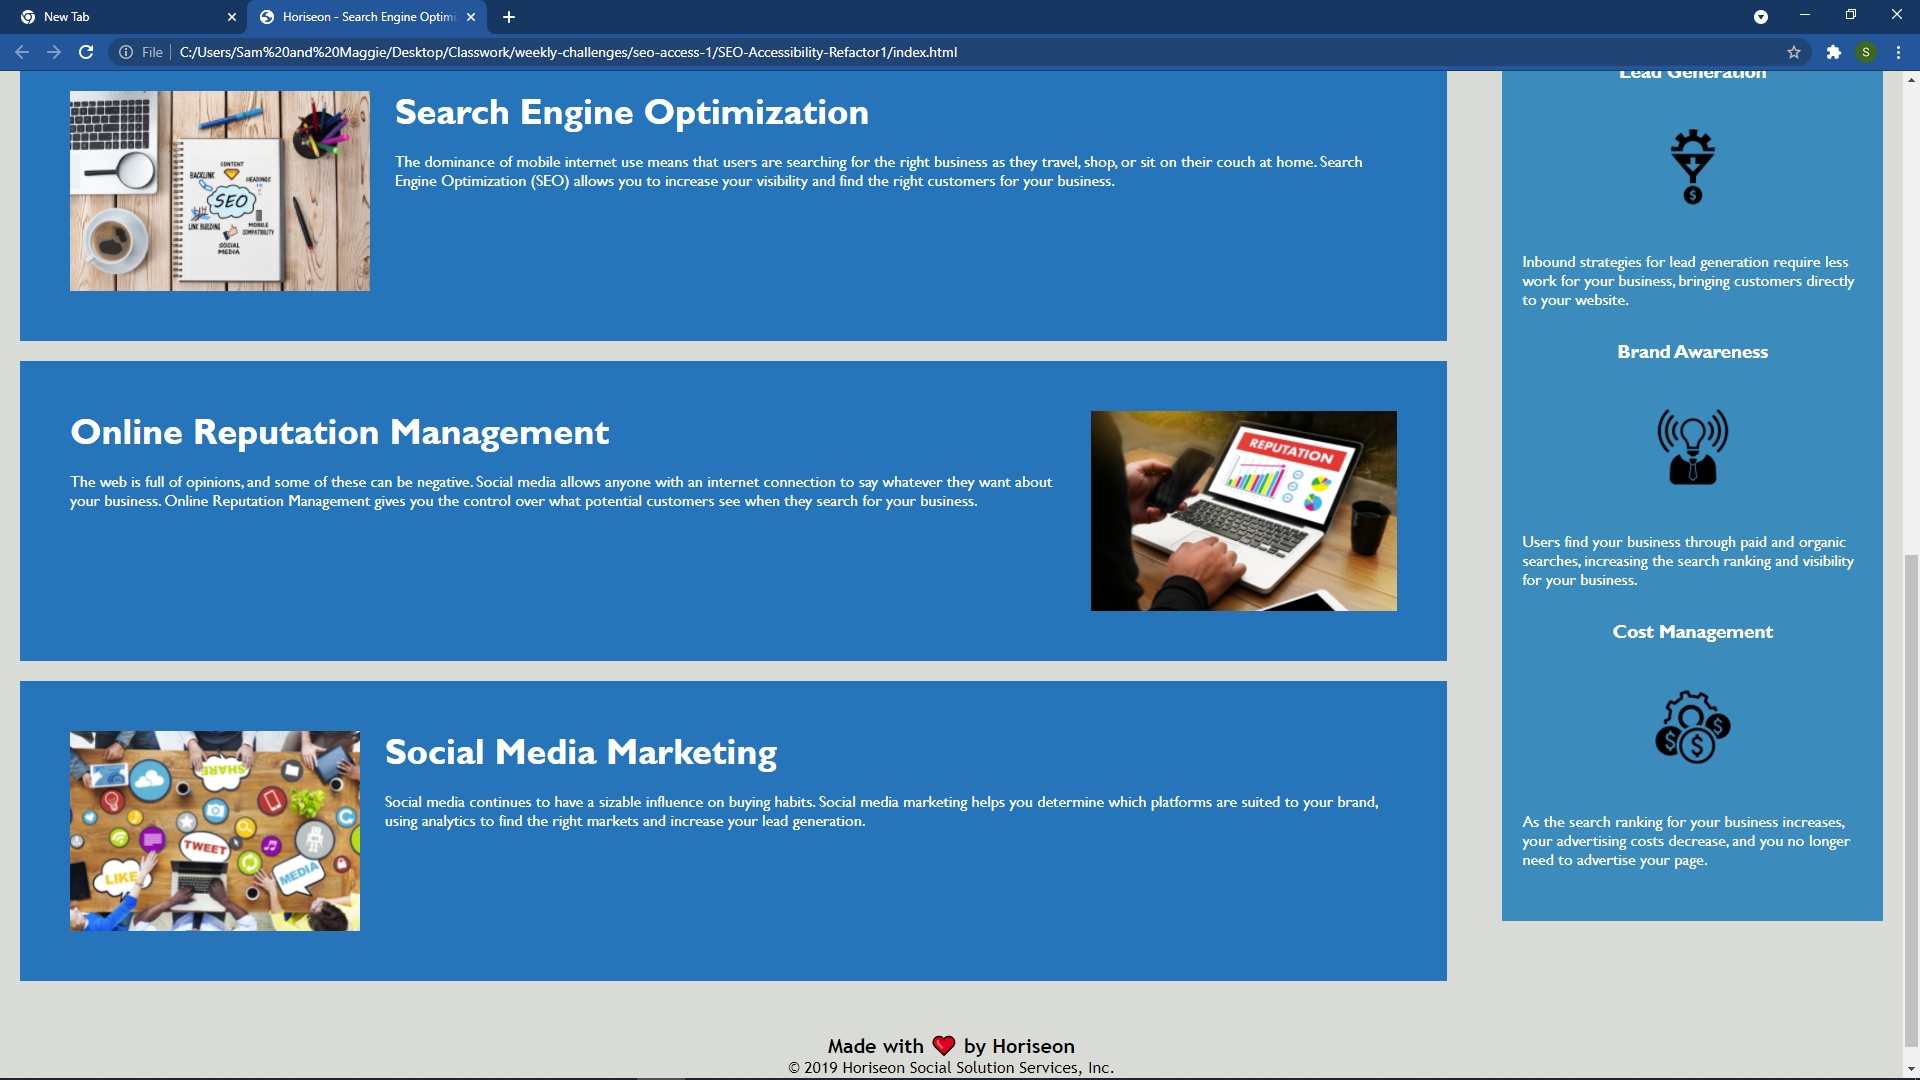 New Tab
Horiseon - Search Engine Optimi
File
C:/Users/Sam%20and%20Maggie/Desktop/Classwork/weekly-challenges/seo-access-1/SEO-Accessibility-Refactor1/index.html
S
CONTENT
BACKLINK
HEADINGS
SEO
LINK BUILDING
MOBILE
COMPATIBILITY
SOCIAL
MEDIA
Search Engine Optimization
The dominance of mobile internet use means that users are searching for the right business as they travel, shop, or sit on their couch at home. Search
Engine Optimization (SEO) allows you to increase your visibility and find the right customers for your business.
Online Reputation Management
The web is full of opinions, and some of these can be negative. Social media allows anyone with an internet connection to say whatever they want about
your business. Online Reputation Management gives you the control over what potential customers see when they search for your business.
REPUTATION
SHARE
TWEET
LIKE
MEDIA
Social Media Marketing
Social media continues to have a sizable influence on buying habits. Social media marketing helps you determine which platforms are suited to your brand,
using analytics to find the right markets and increase your lead generation.
Lead Generation
$
Inbound strategies for lead generation require less
work for your business, bringing customers directly
to your website.
Brand Awareness
Users find your business through paid and organic
searches, increasing the search ranking and visibility
for your business.
Cost Management
$
$
$
As the search ranking for your business increases,
your advertising costs decrease, and you no longer
need to advertise your page.
Made with ❤️ by Horiseon
© 2019 Horiseon Social Solution Services, Inc.